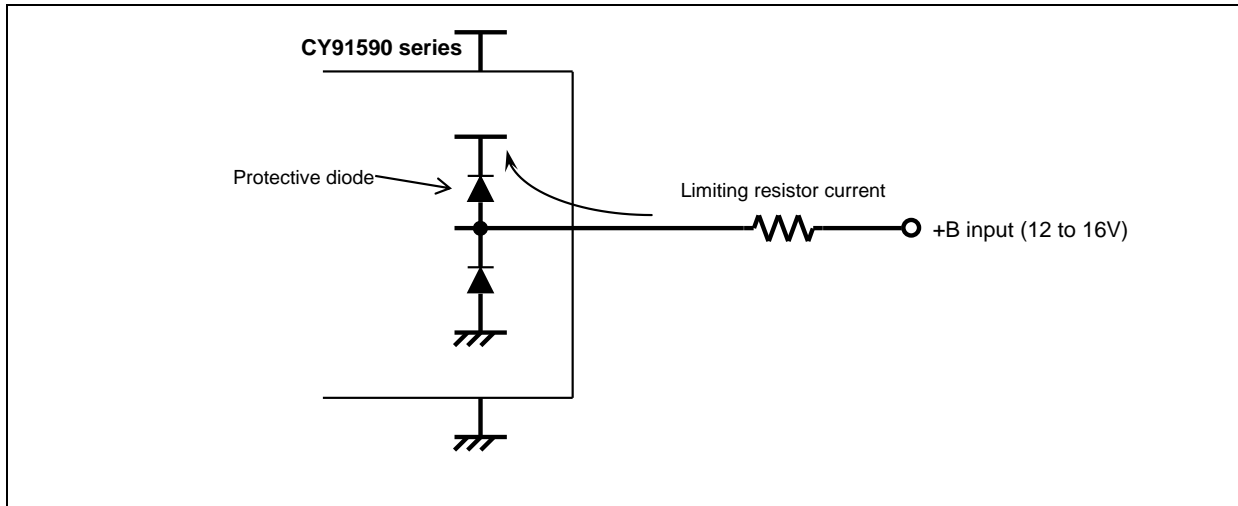 CY91590 series
Protective diode
Limiting resistor current
+B input (12 to 16V)